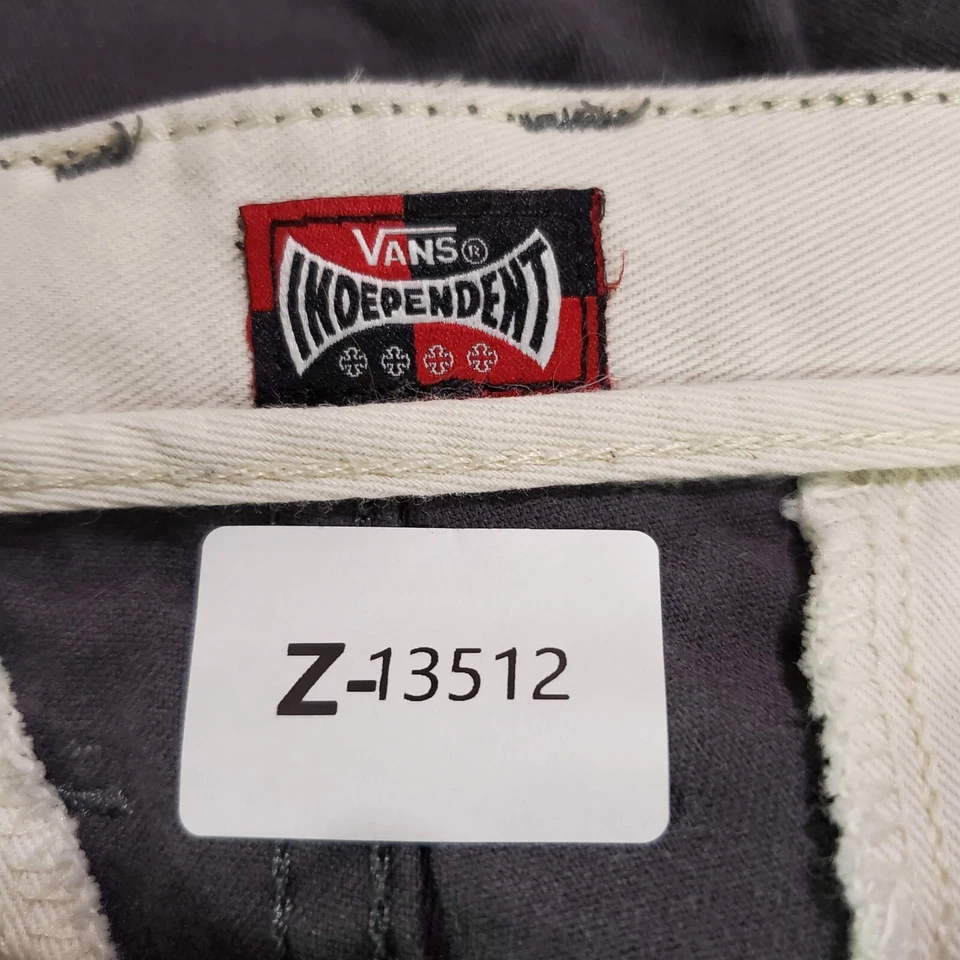 VANS®
INDEPENDENT
Z-13512